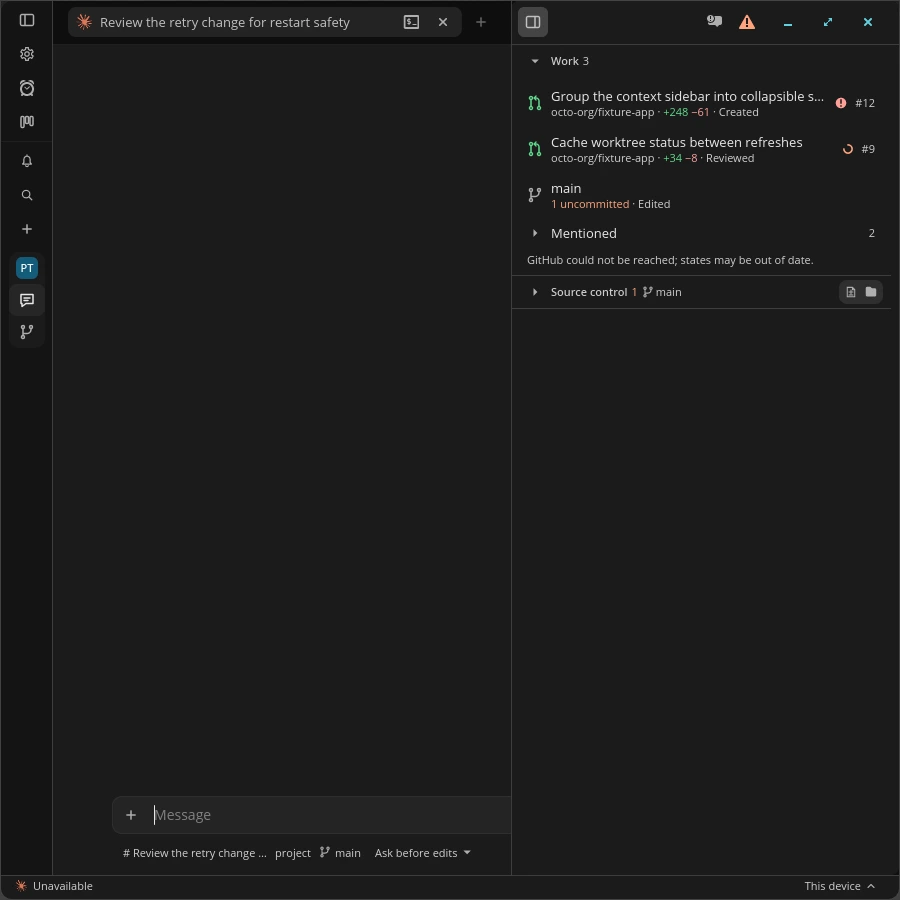 Review the retry change for restart safety
Work 3
Group the context sidebar into collapsible s...
#12
octo-org/fixture-app · +248 −61 · Created
Cache worktree status between refreshes
#9
octo-org/fixture-app · +34 −8 · Reviewed
main
1 uncommitted · Edited
Mentioned 2
GitHub could not be reached; states may be out of date.
Source control 1 main
PT
Message
# Review the retry change ... project main Ask before edits
Unavailable
This device